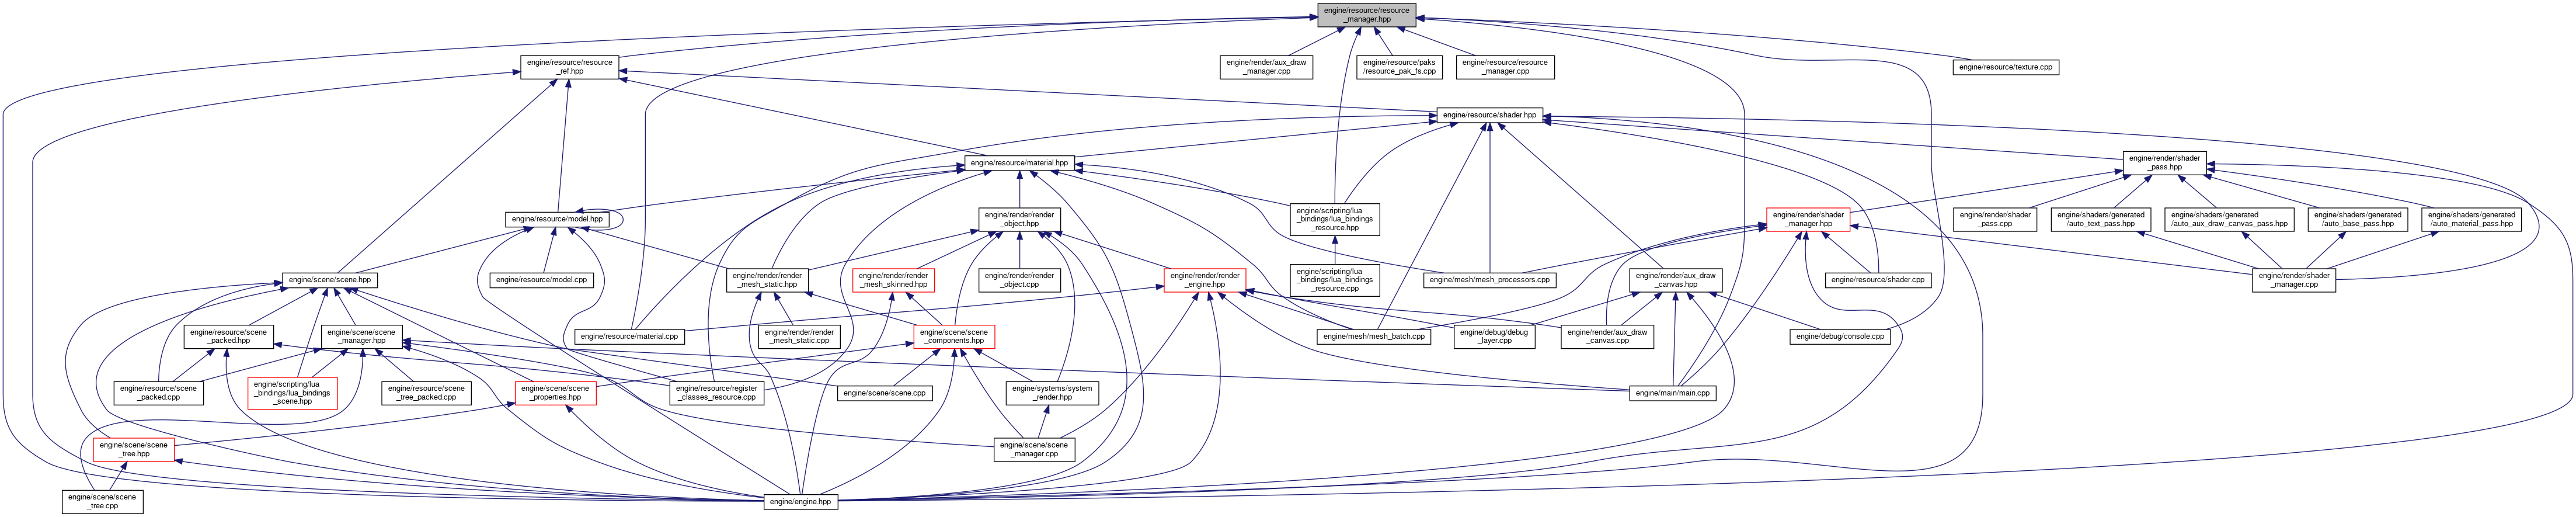 engine/resource/resource
_manager.hpp
engine/resource/resource
_ref.hpp
engine/render/aux_draw
_manager.cpp
engine/resource/paks
/resource_pak_fs.cpp
engine/resource/resource
_manager.cpp
engine/resource/texture.cpp
engine/resource/shader.hpp
engine/resource/material.hpp
engine/render/shader
_pass.hpp
engine/resource/model.hpp
engine/render/render
_object.hpp
engine/scripting/lua
_bindings/lua_bindings
_resource.hpp
engine/render/shader
_manager.hpp
engine/render/shader
_pass.cpp
engine/shaders/generated
/auto_text_pass.hpp
engine/shaders/generated
/auto_aux_draw_canvas_pass.hpp
engine/shaders/generated
/auto_base_pass.hpp
engine/shaders/generated
/auto_material_pass.hpp
engine/scene/scene.hpp
engine/resource/model.cpp
engine/render/render
_mesh_static.hpp
engine/render/render
_mesh_skinned.hpp
engine/render/render
_object.cpp
engine/render/render
_engine.hpp
engine/scripting/lua
_bindings/lua_bindings
_resource.cpp
engine/mesh/mesh_processors.cpp
engine/render/aux_draw
_canvas.hpp
engine/resource/shader.cpp
engine/render/shader
_manager.cpp
engine/resource/scene
_packed.hpp
engine/scene/scene
_manager.hpp
engine/resource/material.cpp
engine/render/render
_mesh_static.cpp
engine/scene/scene
_components.hpp
engine/mesh/mesh_batch.cpp
engine/debug/debug
_layer.cpp
engine/render/aux_draw
_canvas.cpp
engine/debug/console.cpp
engine/resource/scene
_packed.cpp
engine/scripting/lua
_bindings/lua_bindings
_scene.hpp
engine/resource/scene
_tree_packed.cpp
engine/scene/scene
_properties.hpp
engine/resource/register
_classes_resource.cpp
engine/scene/scene.cpp
engine/systems/system
_render.hpp
engine/main/main.cpp
engine/scene/scene
_tree.hpp
engine/scene/scene
_manager.cpp
engine/scene/scene
_tree.cpp
engine/engine.hpp